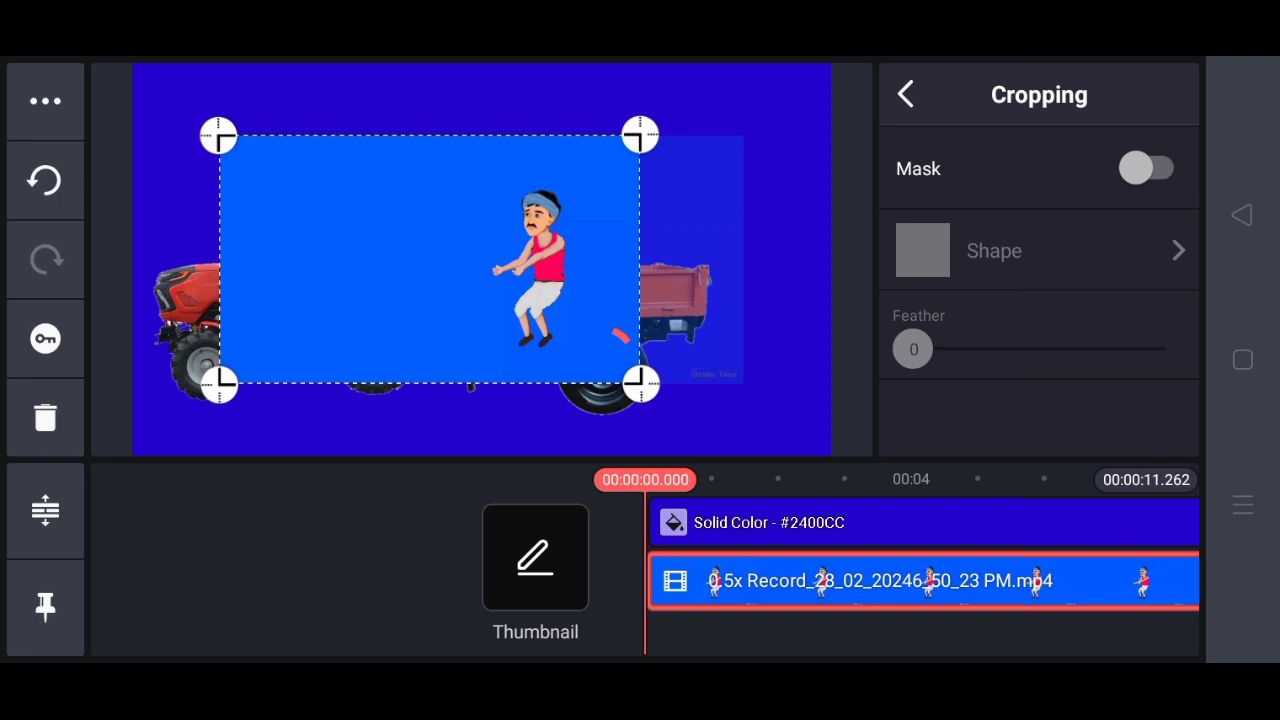 Cropping
Mask
Shape
Feather
0
00:00:00.000
00:04
00:00:11.262
Solid Color - #2400CC
0.5x Record_28_02_20246_50_23 PM.mp4
Thumbnail